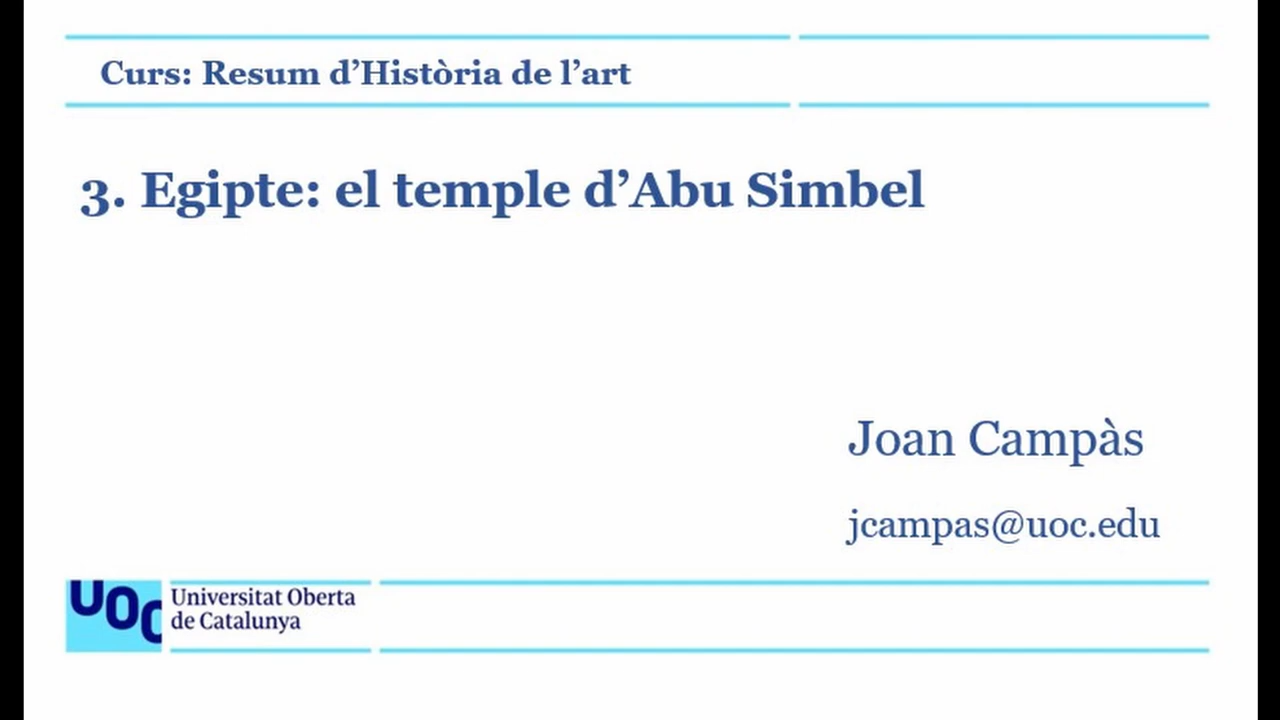 Curs: Resum d’Història de l’art
3. Egipte: el temple d’Abu Simbel
Joan Campàs
jcampas@uoc.edu
UOC
Universitat Oberta
de Catalunya